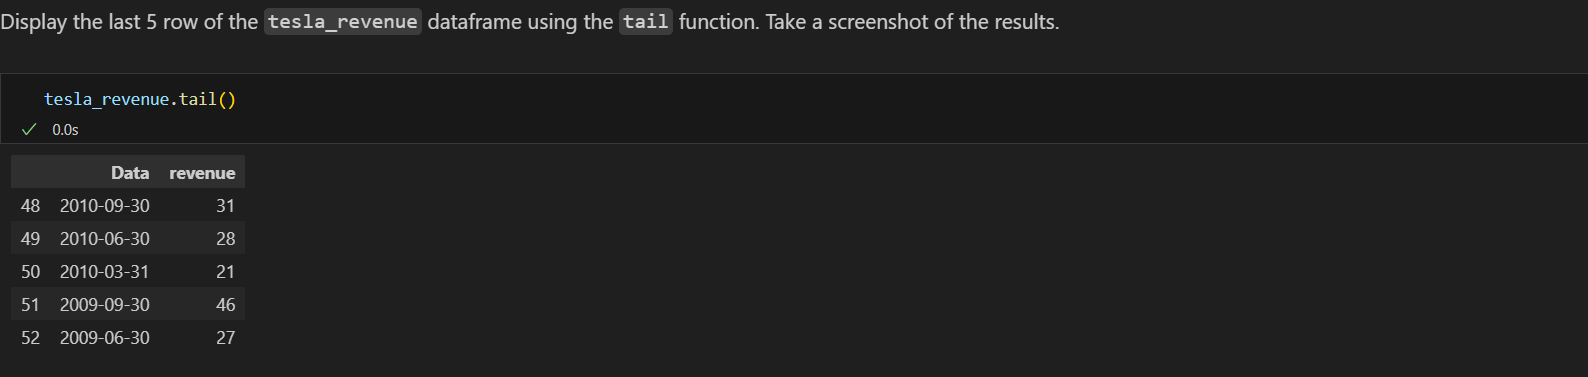 Display the last 5 row of the tesla_revenue dataframe using the tail function. Take a screenshot of the results.
tesla_revenue.tail()
0.0s
Data revenue
48 2010-09-30 31
49 2010-06-30 28
50 2010-03-31 21
51 2009-09-30 46
52 2009-06-30 27